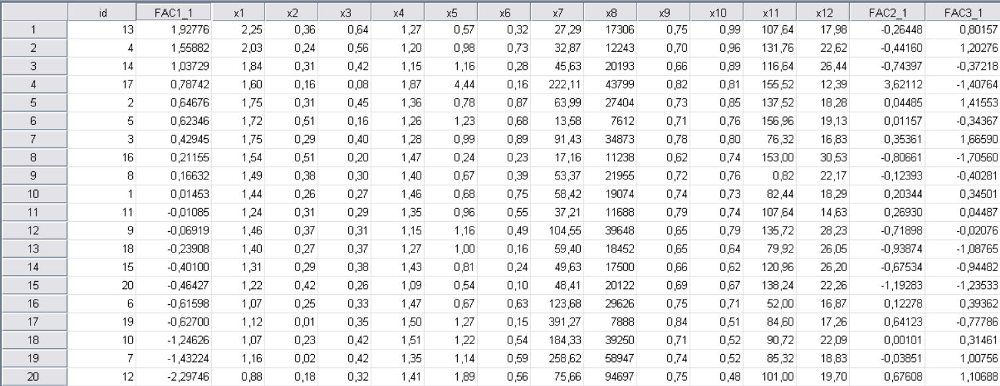 id FAC1_1 x1 x2 x3 x4 x5 x6 x7 x8 x9 x10 x11 x12 FAC2_1 FAC3_1
1 13 1,92776 2,25 0,36 0,64 1,27 0,57 0,32 27,29 17306 0,75 0,99 107,64 17,98 -0,26448 0,80157
2 4 1,55882 2,03 0,24 0,56 1,20 0,98 0,73 32,87 12243 0,70 0,96 131,76 22,62 -0,44160 1,20276
3 14 1,03729 1,84 0,31 0,42 1,15 1,16 0,28 45,63 20193 0,66 0,89 116,64 26,44 -0,74397 -0,37218
4 17 0,78742 1,60 0,16 0,08 1,87 4,44 0,16 222,11 43799 0,82 0,81 155,52 12,39 3,62112 -1,40764
5 2 0,64676 1,75 0,31 0,45 1,36 0,78 0,87 63,99 27404 0,73 0,85 137,52 18,28 0,04485 1,41553
6 5 0,62346 1,72 0,51 0,16 1,26 1,23 0,68 13,58 7612 0,71 0,76 156,96 19,13 0,01157 -0,34367
7 3 0,42945 1,75 0,29 0,40 1,28 0,99 0,89 91,43 34873 0,78 0,80 76,32 16,83 0,35361 1,66590
8 16 0,21155 1,54 0,51 0,20 1,47 0,24 0,23 17,16 11238 0,62 0,74 153,00 30,53 -0,80661 -1,70560
9 8 0,16632 1,49 0,38 0,30 1,40 0,67 0,39 53,37 21955 0,72 0,76 0,82 22,17 -0,12393 -0,40281
10 1 0,01453 1,44 0,26 0,27 1,46 0,68 0,75 58,42 19074 0,74 0,73 82,44 18,29 0,20344 0,34501
11 11 -0,01085 1,24 0,31 0,29 1,35 0,96 0,55 37,21 11688 0,79 0,74 107,64 14,63 0,26930 0,04487
12 9 -0,06919 1,46 0,37 0,31 1,15 1,16 0,49 104,55 39648 0,65 0,79 135,72 28,23 -0,71898 -0,02076
13 18 -0,23908 1,40 0,27 0,37 1,27 1,00 0,16 59,40 18452 0,65 0,64 79,92 26,05 -0,93874 -1,08765
14 15 -0,40100 1,31 0,29 0,38 1,43 0,81 0,24 49,63 17500 0,66 0,62 120,96 26,20 -0,67534 -0,94482
15 20 -0,46427 1,22 0,42 0,26 1,09 0,54 0,10 48,41 20122 0,69 0,67 138,24 22,26 -1,19283 -1,23533
16 6 -0,61598 1,07 0,25 0,33 1,47 0,67 0,63 123,68 29626 0,75 0,71 52,00 16,87 0,12278 0,39362
17 19 -0,62700 1,12 0,01 0,35 1,50 1,27 0,15 391,27 7888 0,84 0,51 84,60 17,26 0,64123 -0,77786
18 10 -1,24626 1,07 0,23 0,42 1,51 1,22 0,54 184,33 39250 0,71 0,52 90,72 22,09 0,00101 0,31461
19 7 -1,43224 1,16 0,02 0,42 1,35 1,14 0,59 258,62 58947 0,74 0,52 85,32 18,83 -0,03851 1,00756
20 12 -2,29746 0,88 0,18 0,32 1,41 1,89 0,56 75,66 94697 0,75 0,48 101,00 19,70 0,67608 1,10688